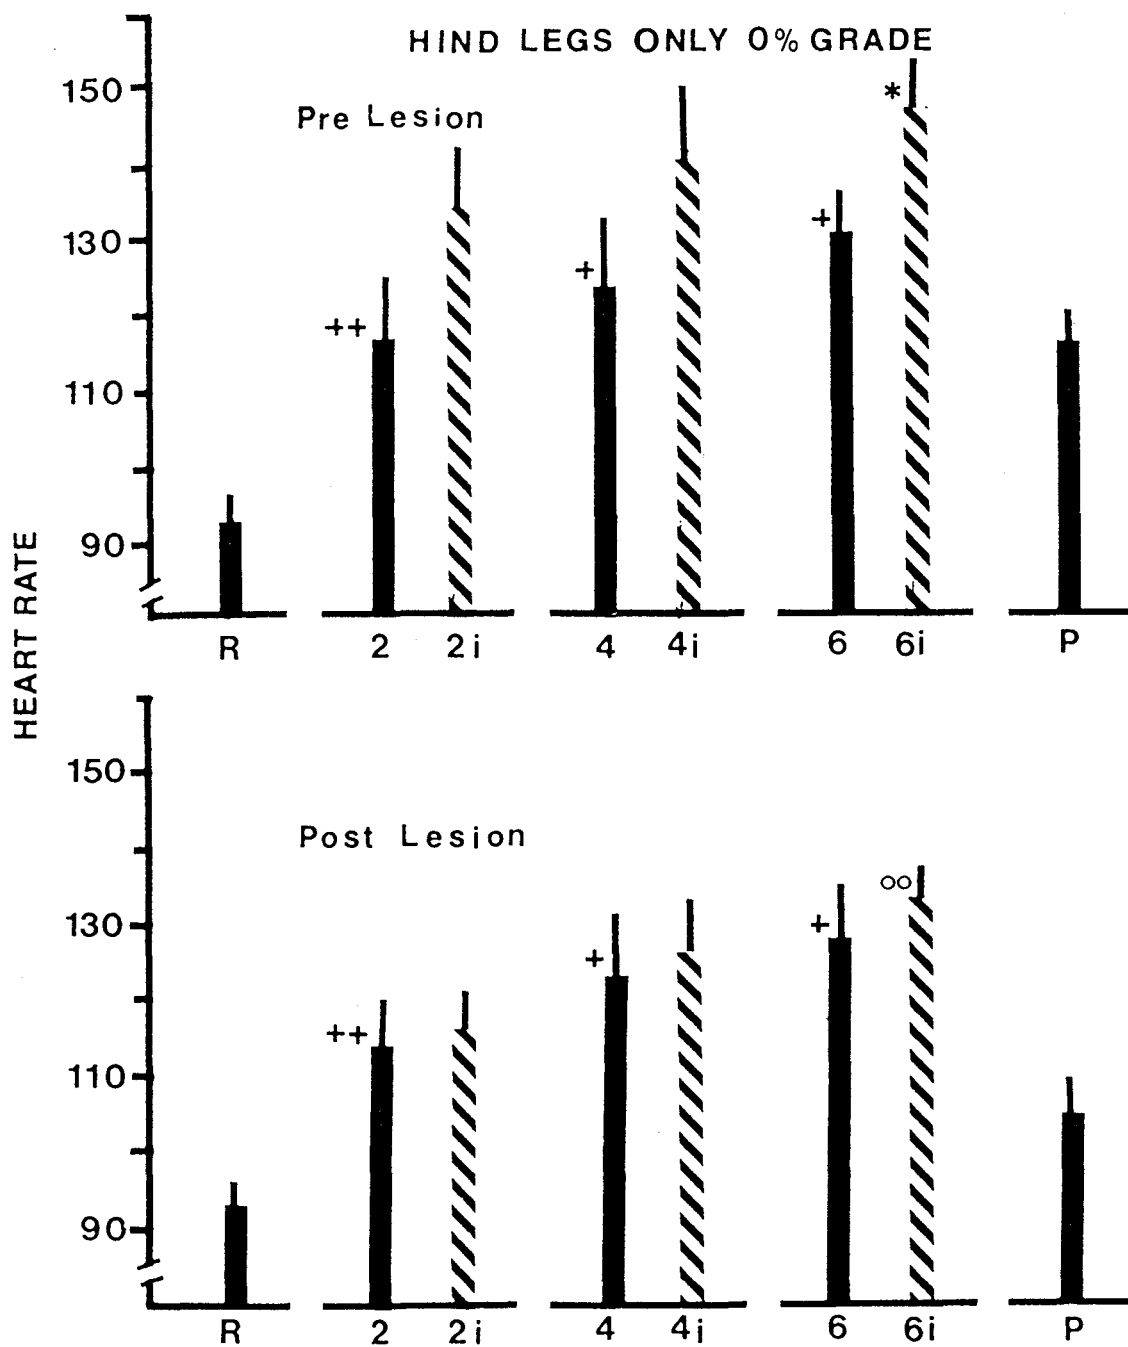 HIND LEGS ONLY 0% GRADE
150
*
Pre Lesion
130
+
+
++
110
90
R 2 2i 4 4i 6 6i P
HEART RATE
150
Post Lesion
130
oo
+
+
++
110
90
R 2 2i 4 4i 6 6i P